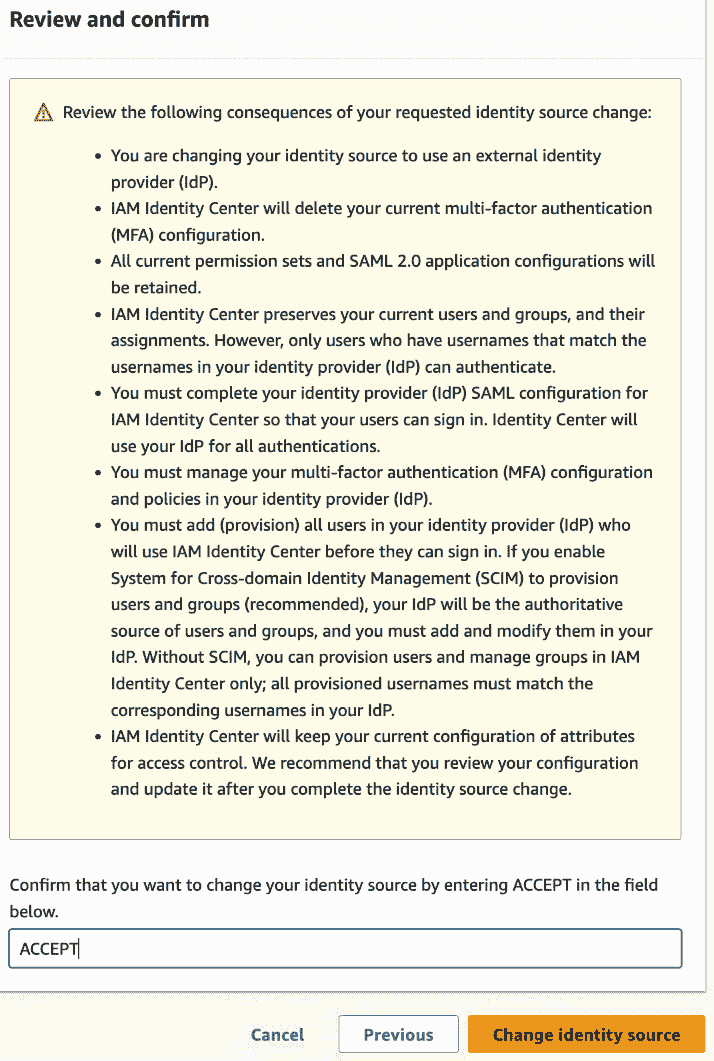 Review and confirm
Review the following consequences of your requested identity source change:
• You are changing your identity source to use an external identity
provider (IdP).
• IAM Identity Center will delete your current multi-factor authentication
(MFA) configuration.
• All current permission sets and SAML 2.0 application configurations will
be retained.
• IAM Identity Center preserves your current users and groups, and their
assignments. However, only users who have usernames that match the
usernames in your identity provider (IdP) can authenticate.
• You must complete your identity provider (IdP) SAML configuration for
IAM Identity Center so that your users can sign in. Identity Center will
use your IdP for all authentications.
• You must manage your multi-factor authentication (MFA) configuration
and policies in your identity provider (IdP).
• You must add (provision) all users in your identity provider (IdP) who
will use IAM Identity Center before they can sign in. If you enable
System for Cross-domain Identity Management (SCIM) to provision
users and groups (recommended), your IdP will be the authoritative
source of users and groups, and you must add and modify them in your
IdP. Without SCIM, you can provision users and manage groups in IAM
Identity Center only; all provisioned usernames must match the
corresponding usernames in your IdP.
• IAM Identity Center will keep your current configuration of attributes
for access control. We recommend that you review your configuration
and update it after you complete the identity source change.
Confirm that you want to change your identity source by entering ACCEPT in the field
below.
ACCEPT
Cancel Previous Change identity source